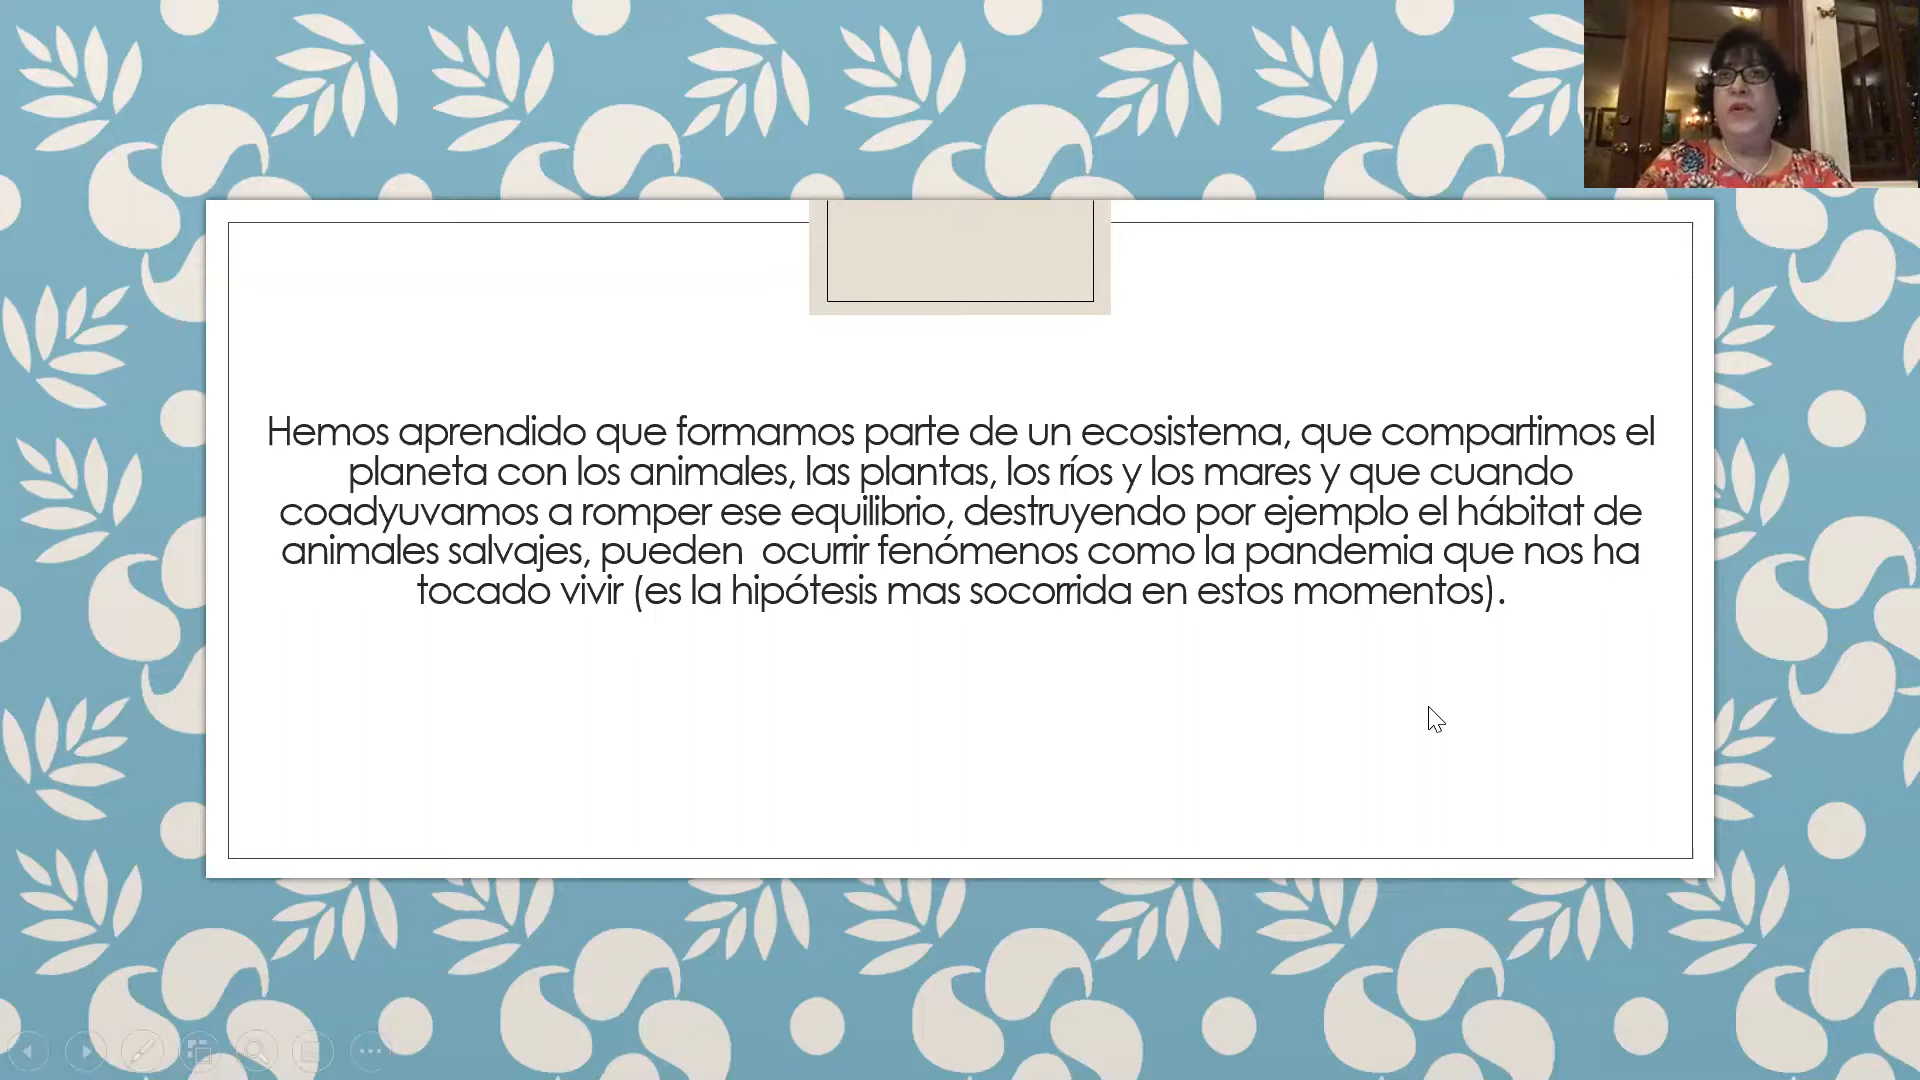 Hemos aprendido que formamos parte de un ecosistema, que compartimos el
planeta con los animales, las plantas, los ríos y los mares y que cuando
coadyuvamos a romper ese equilibrio, destruyendo por ejemplo el hábitat de
animales salvajes, pueden  ocurrir fenómenos como la pandemia que nos ha
tocado vivir (es la hipótesis mas socorrida en estos momentos).